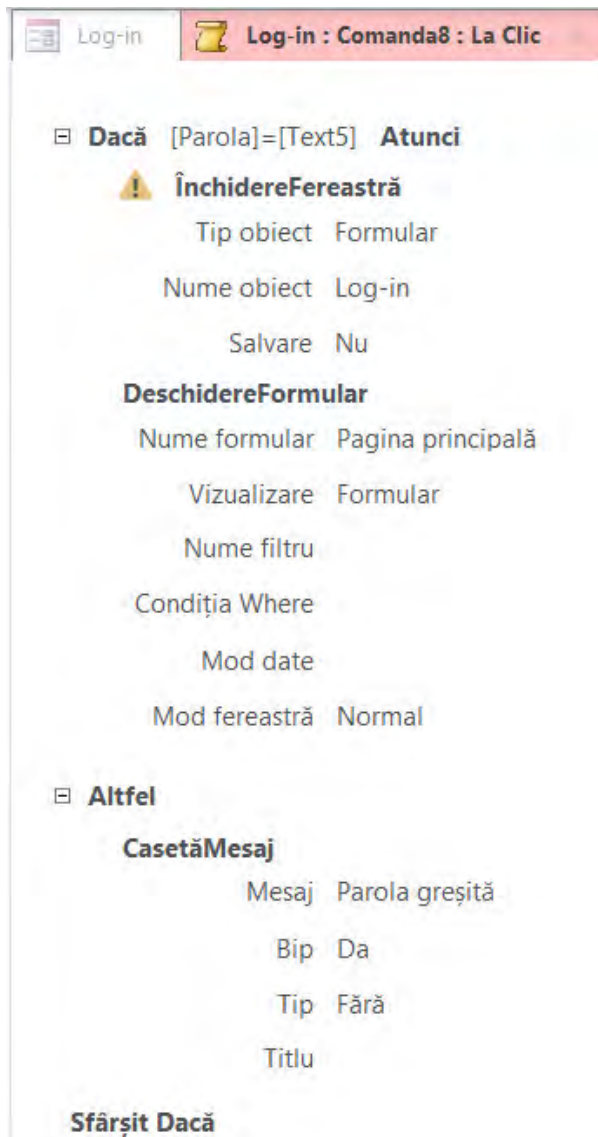 Log-in Log-in : Comanda8 : La Clic
Dacă [Parola]=[Text5] Atunci
ÎnchidereFereastră
Tip obiect Formular
Nume obiect Log-in
Salvare Nu
DeschidereFormular
Nume formular Pagina principală
Vizualizare Formular
Nume filtru
Condiția Where
Mod date
Mod fereastră Normal
Altfel
CasetăMesaj
Mesaj Parola greșită
Bip Da
Tip Fără
Titlu
Sfârșit Dacă